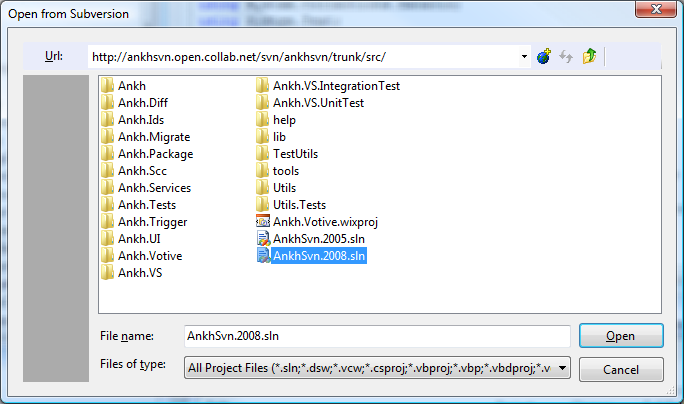 Open from Subversion
Url:
http://ankhsvn.open.collab.net/svn/ankhsvn/trunk/src/
Ankh
Ankh.Diff
Ankh.Ids
Ankh.Migrate
Ankh.Package
Ankh.Scc
Ankh.Services
Ankh.Tests
Ankh.Trigger
Ankh.UI
Ankh.Votive
Ankh.VS
Ankh.VS.IntegrationTest
Ankh.VS.UnitTest
help
lib
TestUtils
tools
Utils
Utils.Tests
Ankh.Votive.wixproj
AnkhSvn.2005.sln
AnkhSvn.2008.sln
File name:
AnkhSvn.2008.sln
Open
Files of type:
All Project Files (*.sln;*.dsw;*.vcw;*.csproj;*.vbproj;*.vbp;*.vbdproj;*.v
Cancel